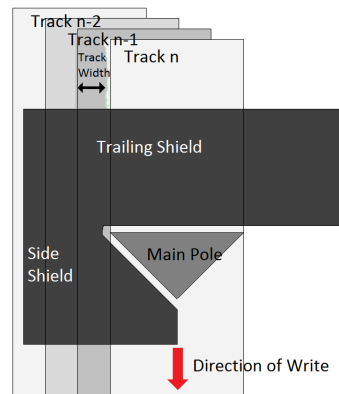 Track n-2
Track n-1
Track n
Track
Width
Trailing Shield
Side
Shield
Main Pole
Direction of Write